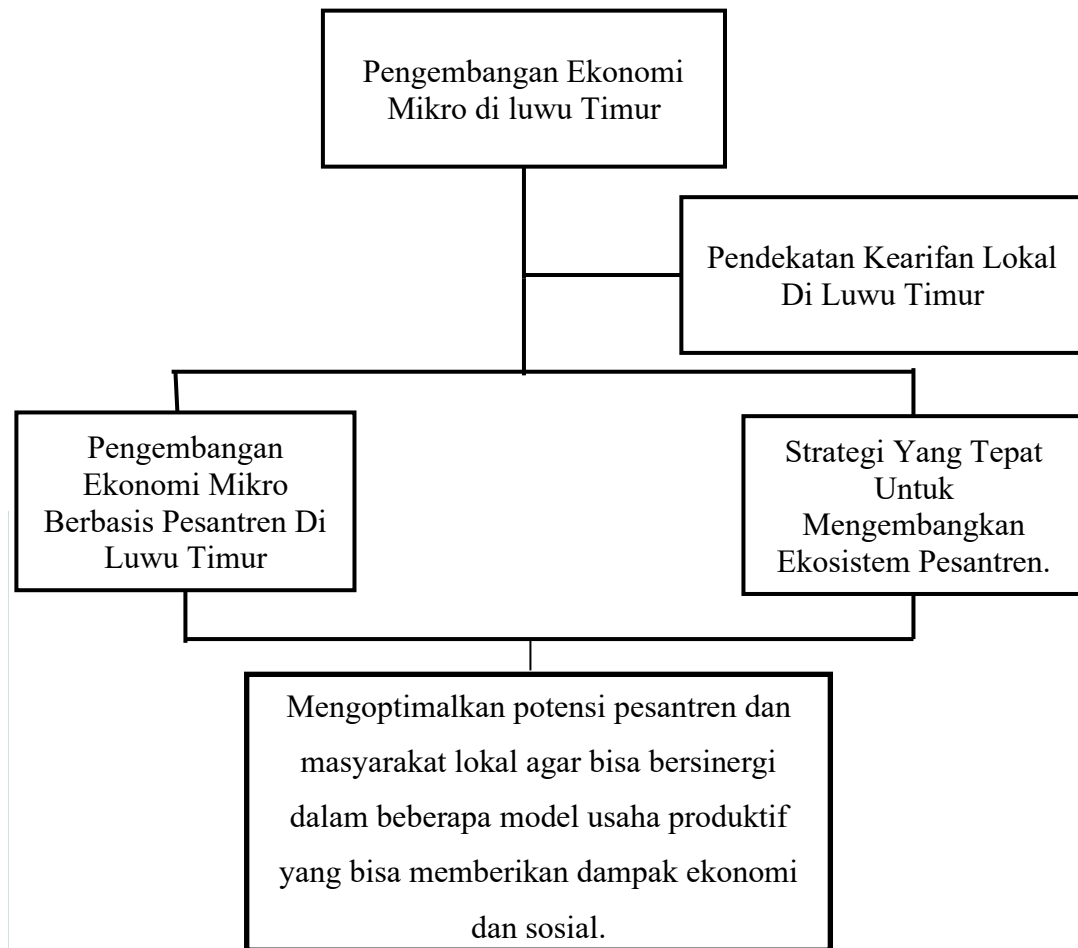 Pengembangan Ekonomi
Mikro di luwu Timur
Pendekatan Kearifan Lokal
Di Luwu Timur
Pengembangan
Ekonomi Mikro
Berbasis Pesantren Di
Luwu Timur
Strategi Yang Tepat
Untuk
Mengembangkan
Ekosistem Pesantren.
Mengoptimalkan potensi pesantren dan
masyarakat lokal agar bisa bersinergi
dalam beberapa model usaha produktif
yang bisa memberikan dampak ekonomi
dan sosial.